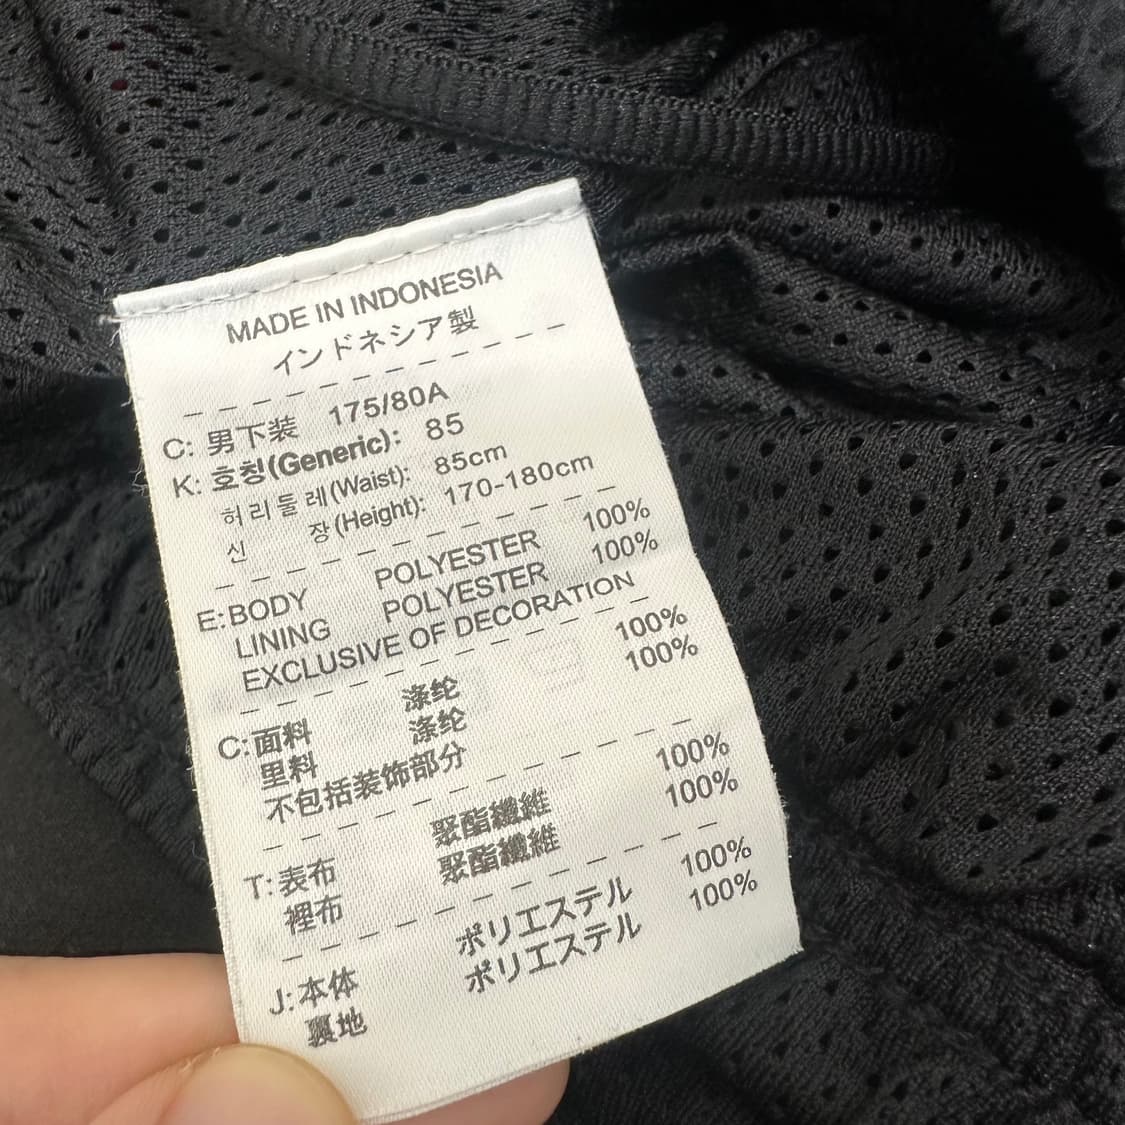 MADE IN INDONESIA
インドネシア製
C: 男下装 175/80A
K: 호칭(Generic): 85
허리둘레(Waist): 85cm
신 장(Height): 170-180cm
E: BODY POLYESTER 100%
LINING POLYESTER 100%
EXCLUSIVE OF DECORATION
C: 面料 涤纶 100%
里料 涤纶 100%
不包括装饰部分
T: 表布 聚酯纖維 100%
裡布 聚酯纖維 100%
J: 本体 ポリエステル 100%
裏地 ポリエステル 100%